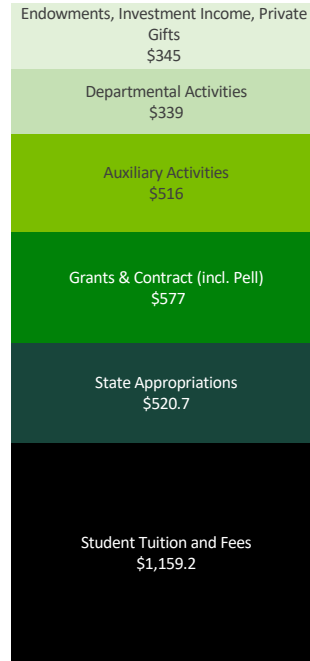 Endowments, Investment Income, Private
Gifts
$345
Departmental Activities
$339
Auxiliary Activities
$516
Grants & Contract (incl. Pell)
$577
State Appropriations
$520.7
Student Tuition and Fees
$1,159.2